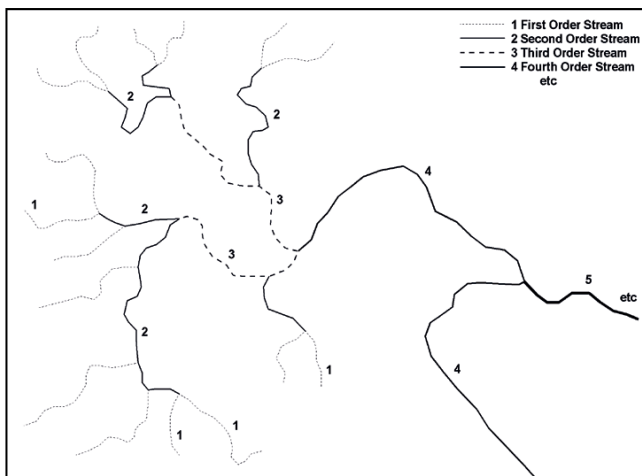 1 First Order Stream
2 Second Order Stream
3 Third Order Stream
4 Fourth Order Stream
etc
2
2
4
3
1
2
3
5
etc
2
4
1
1
1